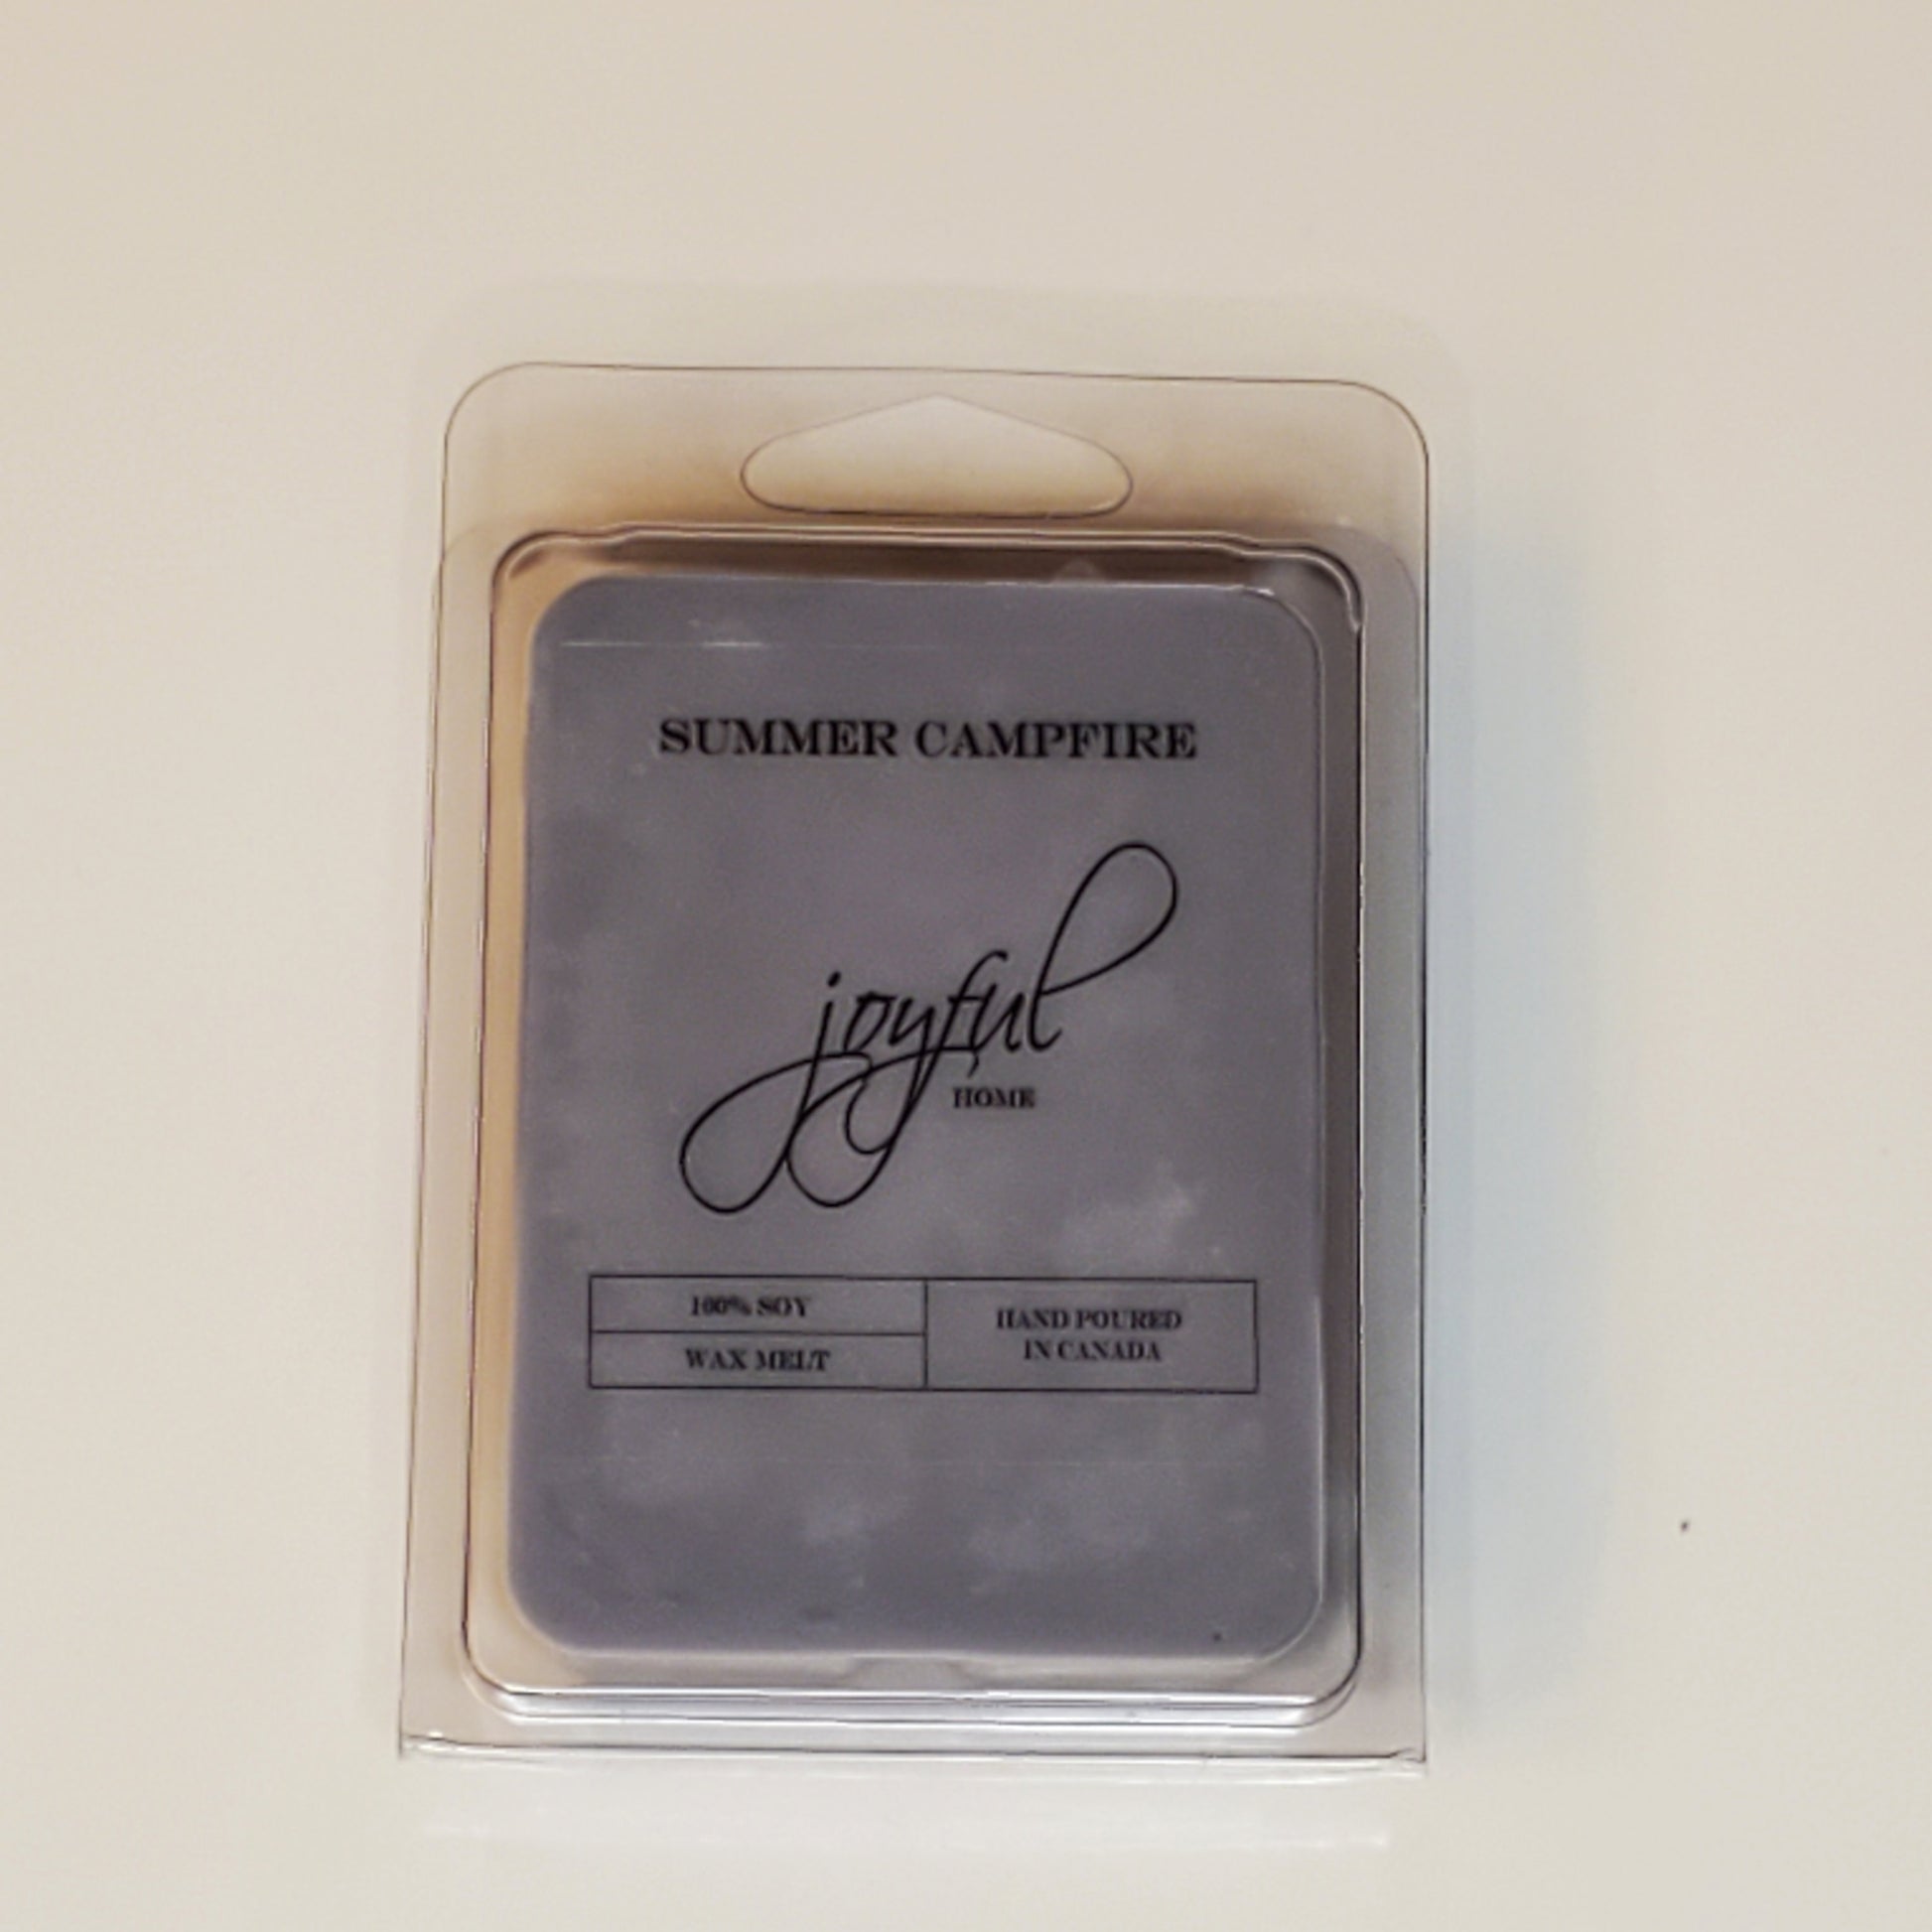 SUMMER CAMPFIRE
joyful
HOME
100% SOY
WAX MELT
HAND POURED
IN CANADA